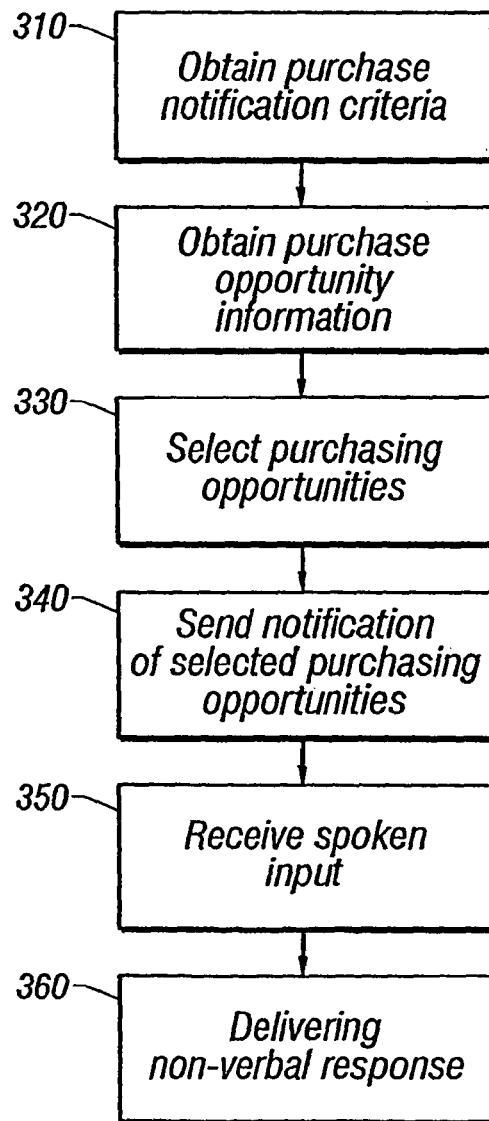 310
Obtain purchase
notification criteria
320
Obtain purchase
opportunity
information
330
Select purchasing
opportunities
340
Send notification
of selected purchasing
opportunities
350
Receive spoken
input
360
Delivering
non-verbal response